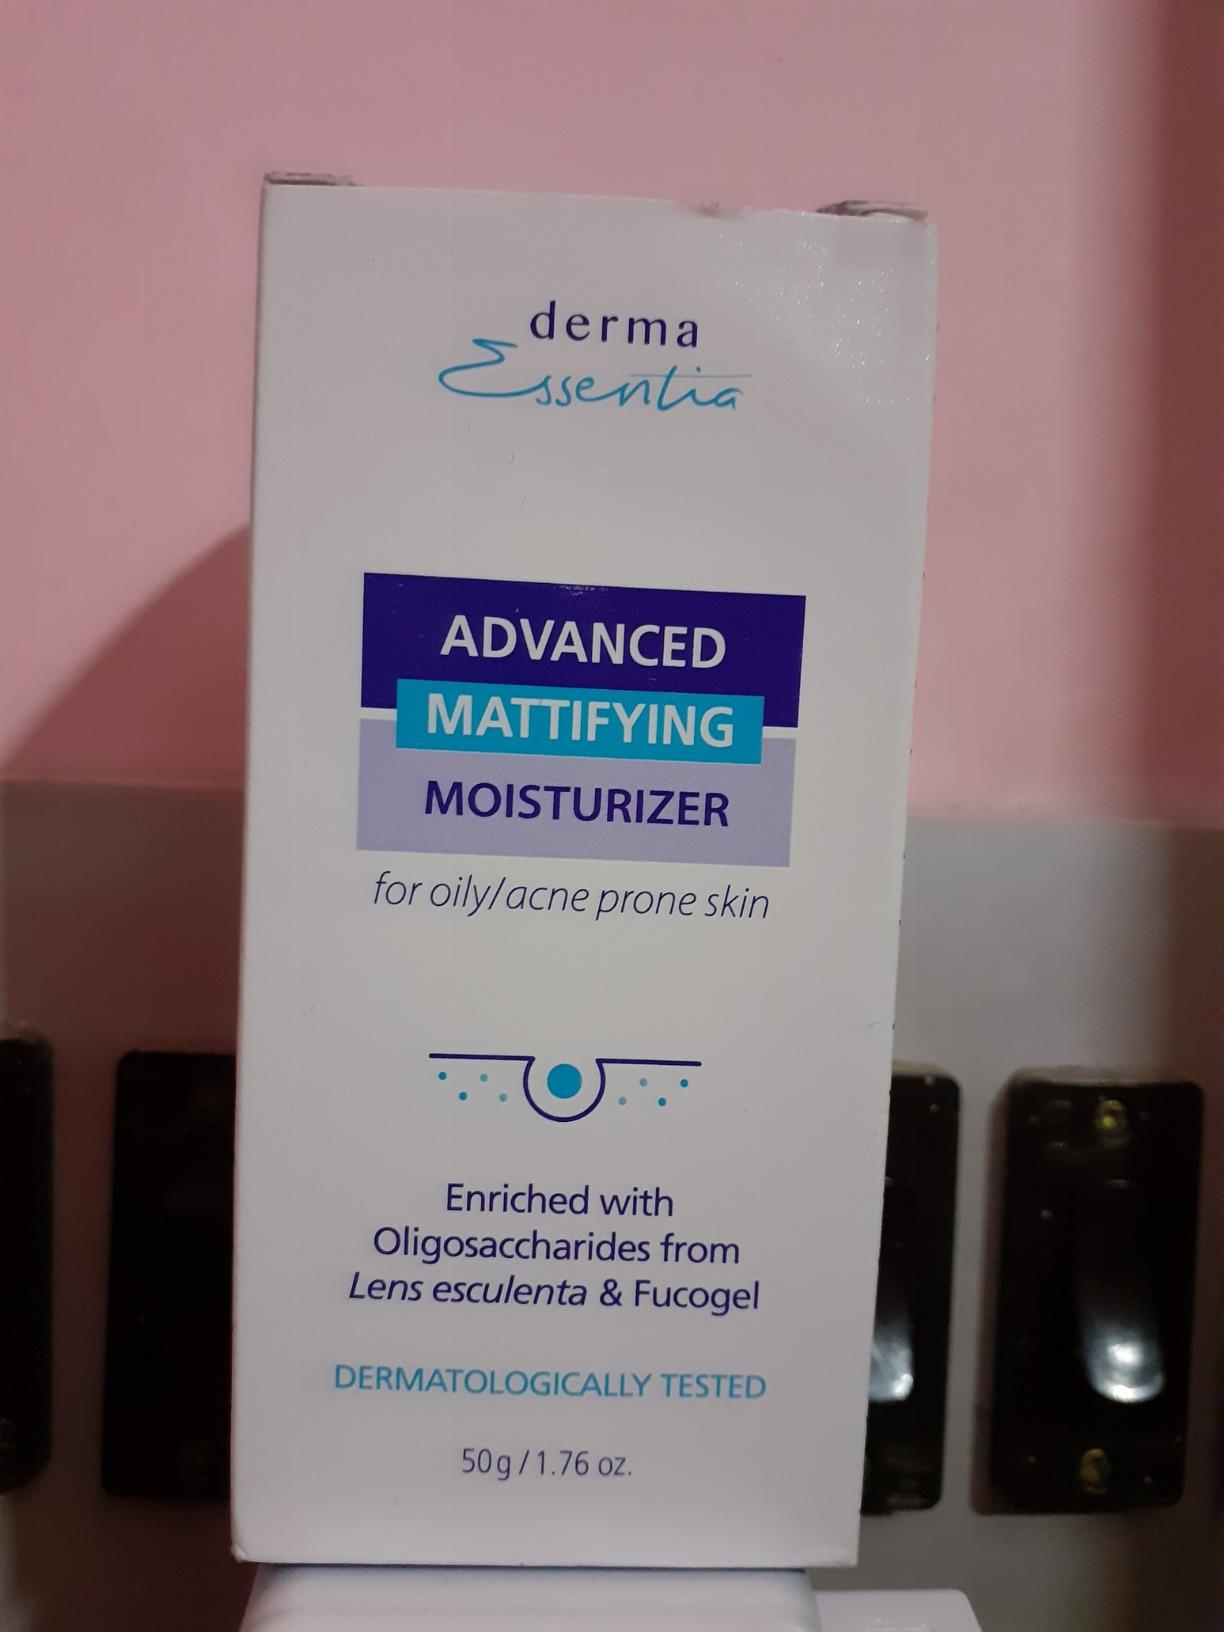 derma
Essentia
ADVANCED
MATTIFYING
MOISTURIZER
for oily/acne prone skin
Enriched with
Oligosaccharides from
Lens esculenta & Fucogel
DERMATOLOGICALLY TESTED
50g / 1.76 oz.